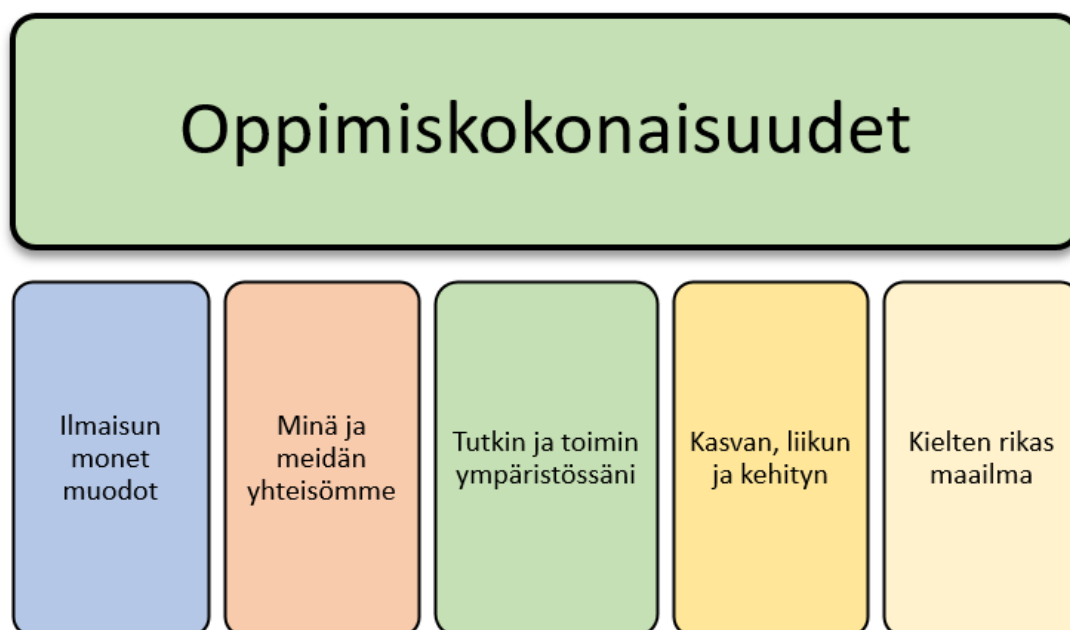 Oppimiskokonaisuudet
Ilmaisun
monet
muodot
Minä ja
meidän
yhteisömme
Tutkin ja toimin
ympäristössäni
Kasvan, liikun
ja kehityn
Kielten rikas
maailma